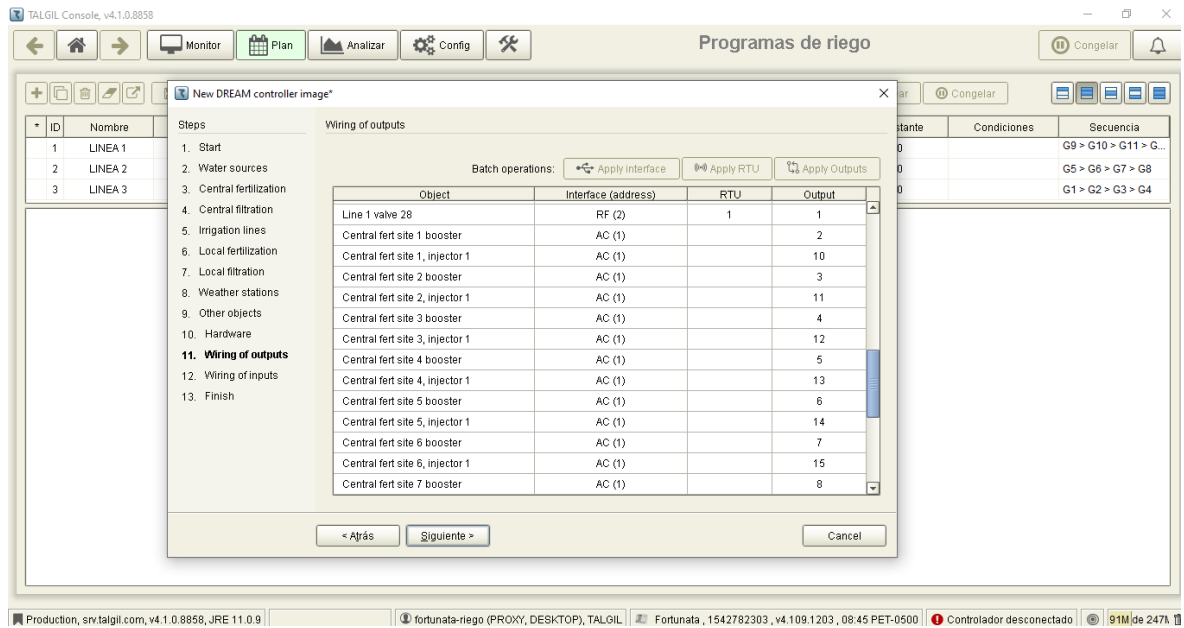 TALGIL Console, v4.1.0.8858
Monitor Plan Analizar Config Programas de riego Congelar
New DREAM controller image*
Congelar
* ID Nombre Condiciones Secuencia
1 LINEA 1 G9 > G10 > G11 > G...
2 LINEA 2 G5 > G6 > G7 > G8
3 LINEA 3 G1 > G2 > G3 > G4
Steps
1. Start
2. Water sources
3. Central fertilization
4. Central filtration
5. Irrigation lines
6. Local fertilization
7. Local filtration
8. Weather stations
9. Other objects
10. Hardware
11. Wiring of outputs
12. Wiring of inputs
13. Finish
Wiring of outputs
Batch operations: Apply interface Apply RTU Apply Outputs
Object Interface (address) RTU Output
Line 1 valve 28 RF (2) 1 1
Central fert site 1 booster AC (1) 2
Central fert site 1, injector 1 AC (1) 10
Central fert site 2 booster AC (1) 3
Central fert site 2, injector 1 AC (1) 11
Central fert site 3 booster AC (1) 4
Central fert site 3, injector 1 AC (1) 12
Central fert site 4 booster AC (1) 5
Central fert site 4, injector 1 AC (1) 13
Central fert site 5 booster AC (1) 6
Central fert site 5, injector 1 AC (1) 14
Central fert site 6 booster AC (1) 7
Central fert site 6, injector 1 AC (1) 15
Central fert site 7 booster AC (1) 8
< Atrás Siguiente > Cancel
Production, srv.talgil.com, v4.1.0.8858, JRE 11.0.9 fortunata-riego (PROXY, DESKTOP), TALGIL Fortunata , 1542782303 , v4.109.1203 , 08:45 PET-0500 Controlador desconectado 91M de 247M